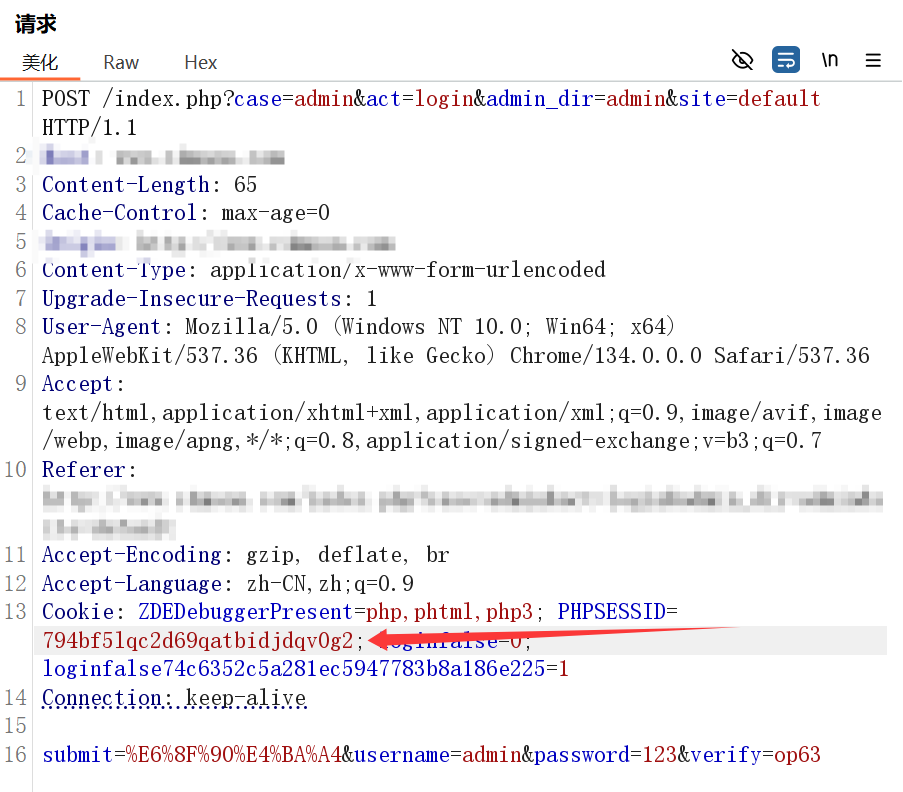 请求
美化 Raw Hex \n
1 POST /index.php?case=admin&act=login&admin_dir=admin&site=default
HTTP/1.1
2
3 Content-Length: 65
4 Cache-Control: max-age=0
5
6 Content-Type: application/x-www-form-urlencoded
7 Upgrade-Insecure-Requests: 1
8 User-Agent: Mozilla/5.0 (Windows NT 10.0; Win64; x64)
AppleWebKit/537.36 (KHTML, like Gecko) Chrome/134.0.0.0 Safari/537.36
9 Accept:
text/html,application/xhtml+xml,application/xml;q=0.9,image/avif,image
/webp,image/apng,*/*;q=0.8,application/signed-exchange;v=b3;q=0.7
10 Referer:
11 Accept-Encoding: gzip, deflate, br
12 Accept-Language: zh-CN,zh;q=0.9
13 Cookie: ZDEDebuggerPresent=php,phtml,php3; PHPSESSID=
794bf5lqc2d69qatbidjdqv0g2; loginfalse=0;
loginfalse74c6352c5a281ec5947783b8a186e225=1
14 Connection: keep-alive
15
16 submit=%E6%8F%90%E4%BA%A4&username=admin&password=123&verify=op63